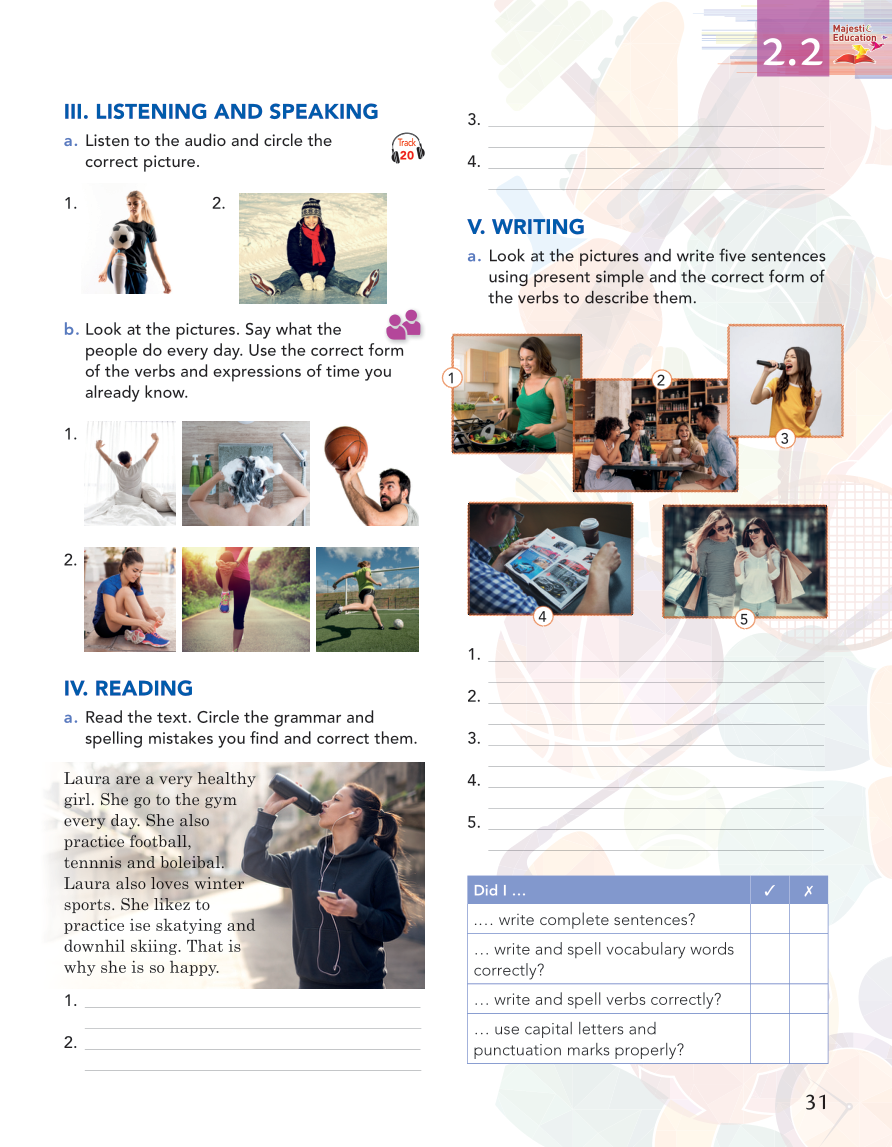 2.2
Majestic
Education
III. LISTENING AND SPEAKING
a. Listen to the audio and circle the
correct picture.
Track
20
1.
2.
b. Look at the pictures. Say what the
people do every day. Use the correct form
of the verbs and expressions of time you
already know.
1.
2.
IV. READING
a. Read the text. Circle the grammar and
spelling mistakes you find and correct them.
Laura are a very healthy
girl. She go to the gym
every day. She also
practice football,
tennnis and boleibal.
Laura also loves winter
sports. She likez to
practice ise skatying and
downhil skiing. That is
why she is so happy.
1.
2.
3.
4.
V. WRITING
a. Look at the pictures and write five sentences
using present simple and the correct form of
the verbs to describe them.
1
2
3
4
5
1.
2.
3.
4.
5.
Did I ... ✓ ✗
.... write complete sentences?
... write and spell vocabulary words
correctly?
... write and spell verbs correctly?
... use capital letters and
punctuation marks properly?
31